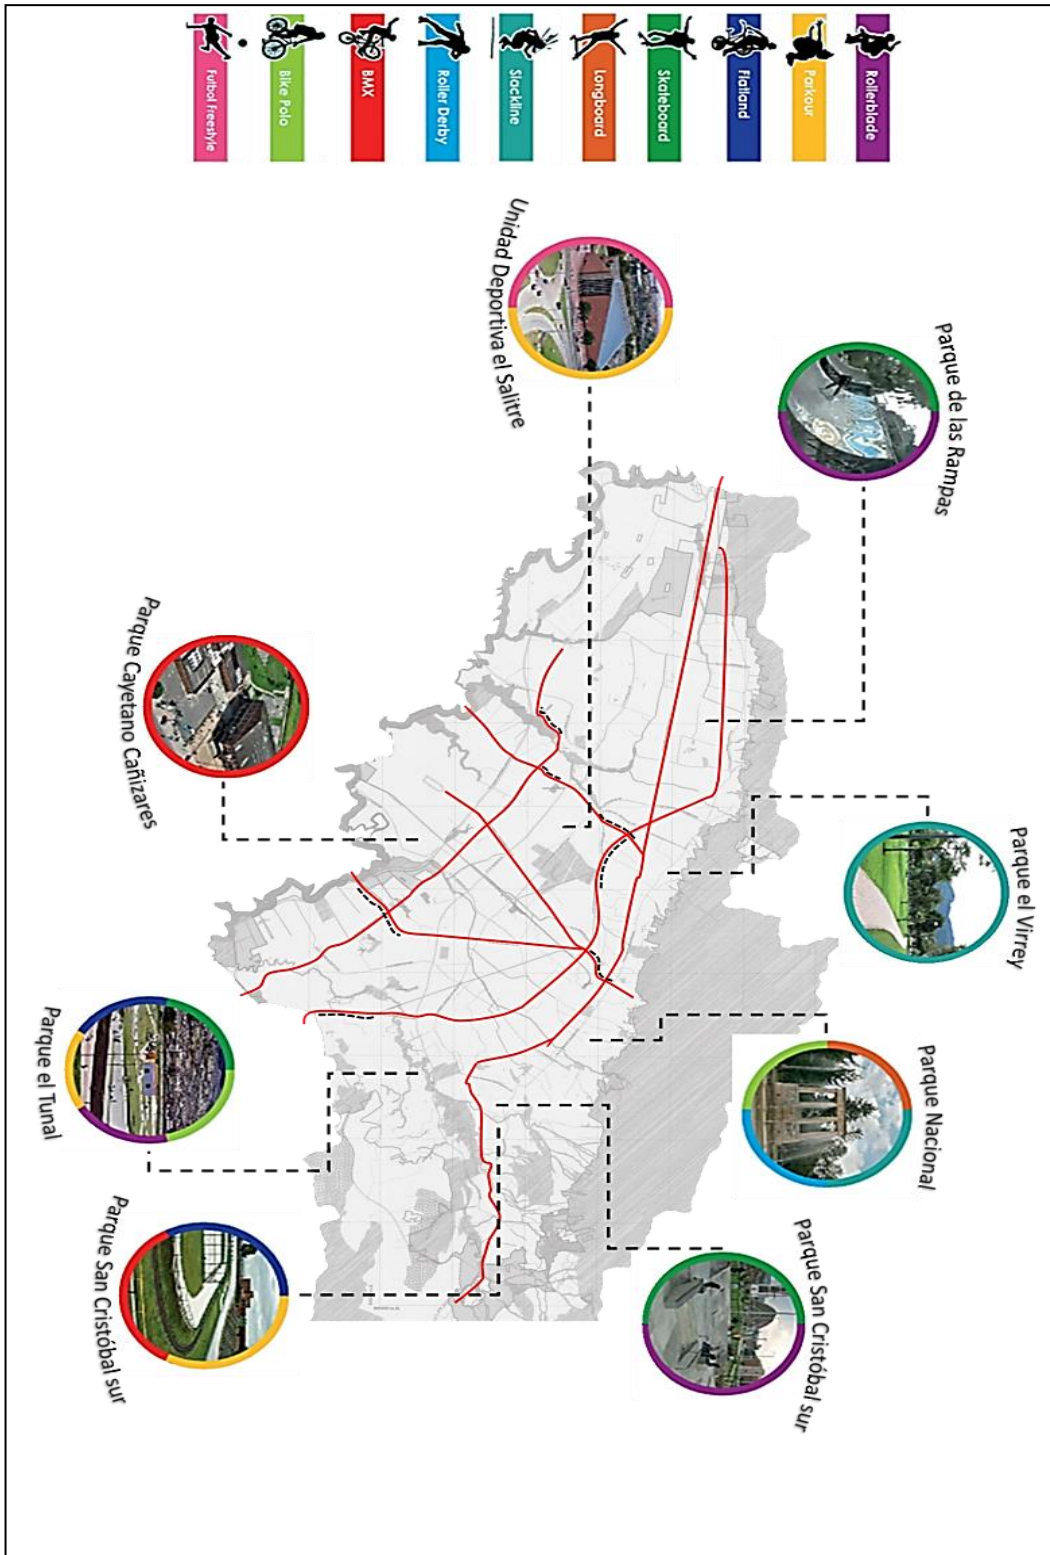 Rollerblade
Parkour
Flatland
Skateboard
Longboard
Slackline
Roller Derby
BMX
Bike Polo
Futbol Freestyle
Parque de las Rampas
Parque el Virrey
Parque Nacional
Parque San Cristóbal sur
Unidad Deportiva el Salitre
Parque Cayetano Cañizares
Parque el Tunal
Parque San Cristóbal sur